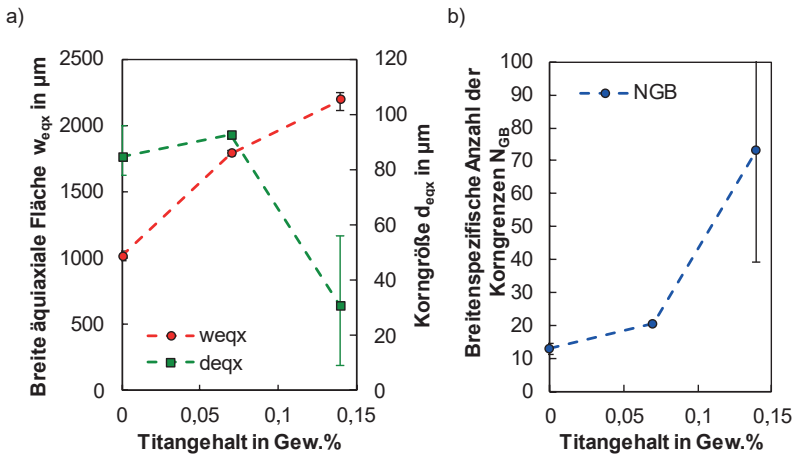 a)
Breite äquiaxiale Fläche w_eqx in µm
2500
2000
1500
1000
500
0
0
0,05
0,1
0,15
Titangehalt in Gew.%
weqx
deqx
120
100
80
60
40
20
0
Korngröße d_eqx in µm
b)
Breitenspezifische Anzahl der
Korngrenzen N_GB
100
90
80
70
60
50
40
30
20
10
0
0
0,05
0,1
0,15
Titangehalt in Gew.%
NGB